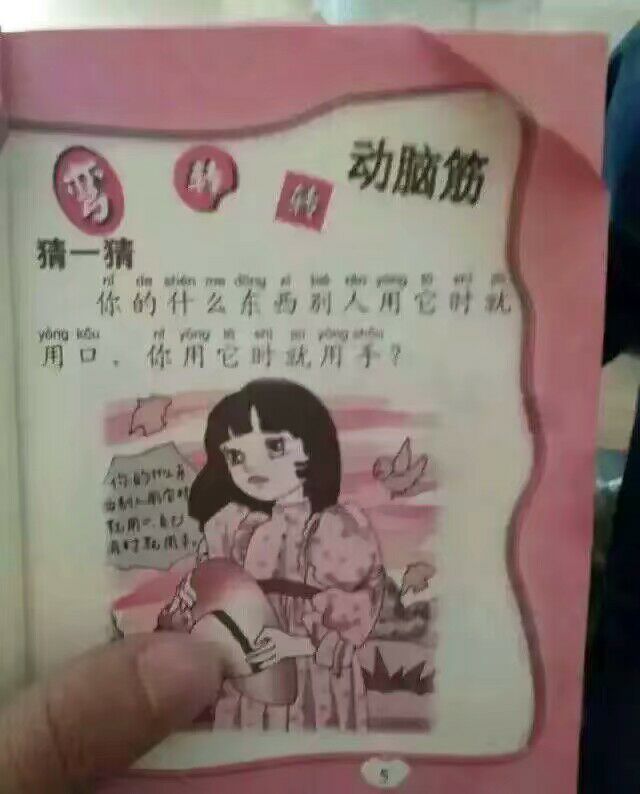 弯转转 动脑筋
猜一猜
nǐ de shén me dōng xi bié rén yòng tā shí jiù
你的什么东西别人用它时就
yòng kǒu nǐ yòng tā shí jiù yòng shǒu
用口，你用它时就用手？
你的什么东
西别人用它时
就用口，自己
用时就用手。
5